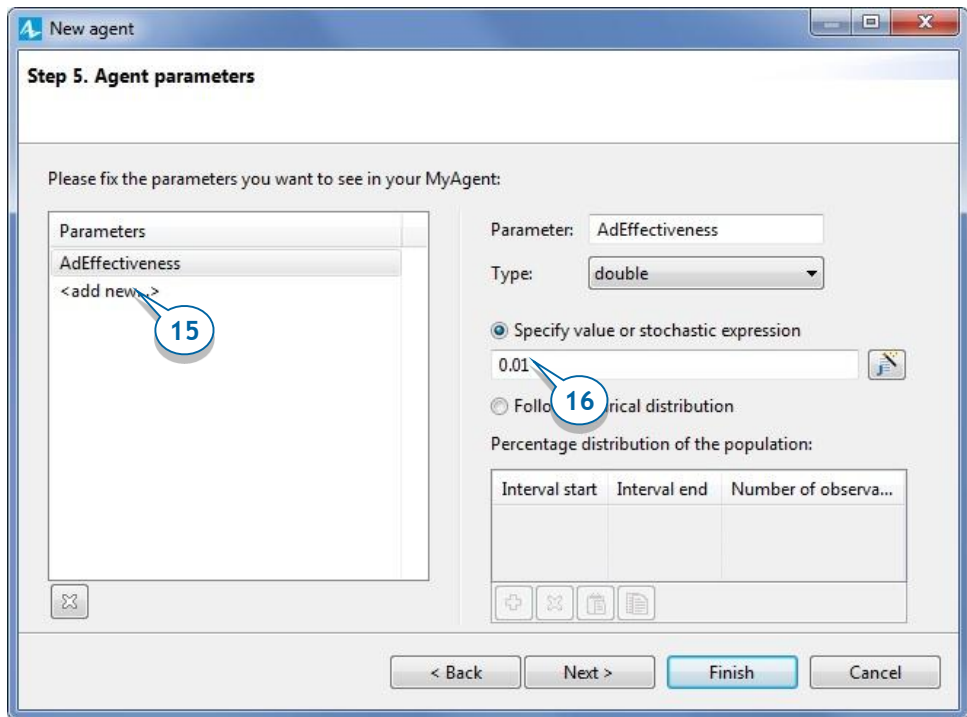 New agent
Step 5. Agent parameters
Please fix the parameters you want to see in your MyAgent:
Parameters
AdEffectiveness
<add new...>
15
Parameter: AdEffectiveness
Type: double
Specify value or stochastic expression
0.01
16
Follo rical distribution
Percentage distribution of the population:
Interval start Interval end Number of observa...
< Back Next > Finish Cancel